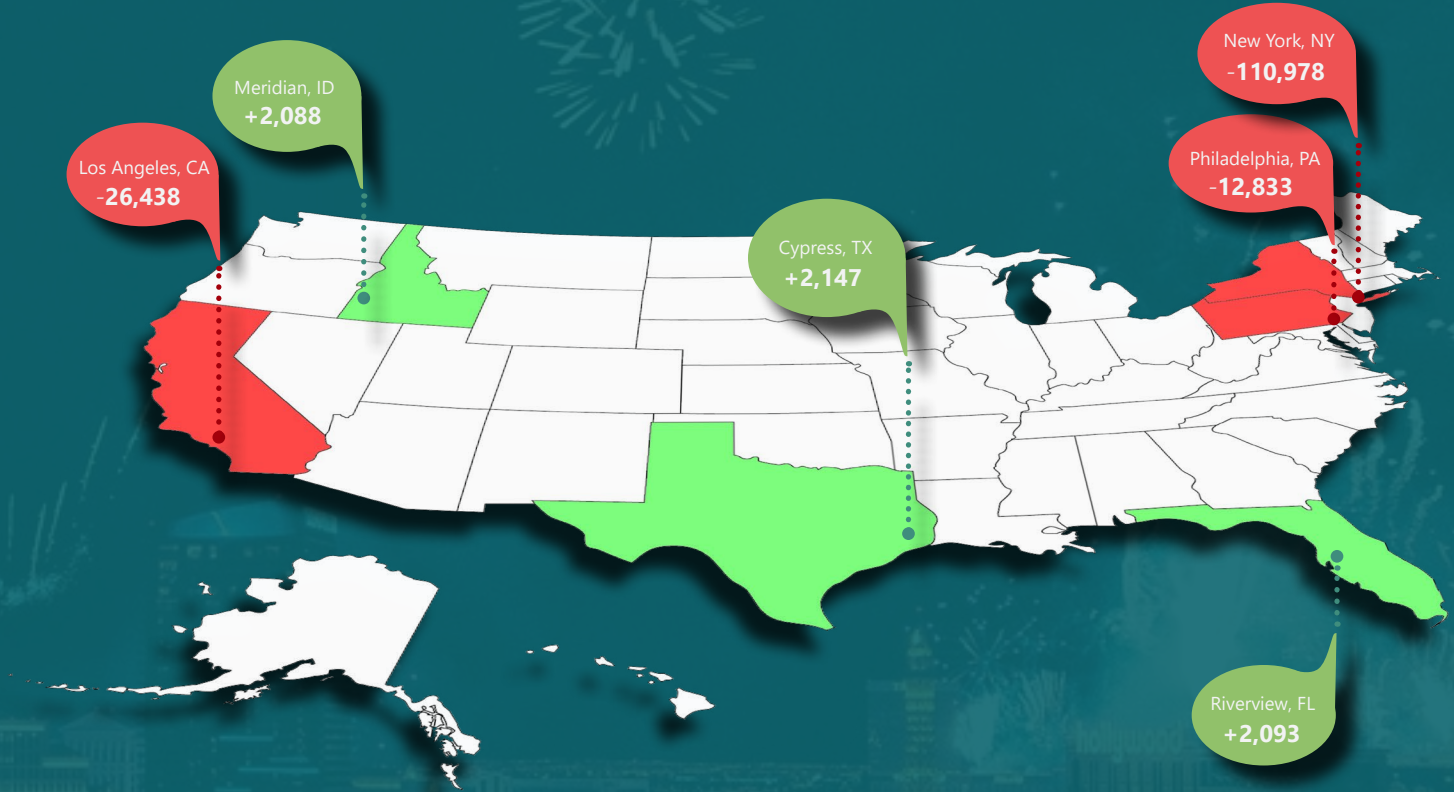 New York, NY
-110,978
Meridian, ID
+2,088
Los Angeles, CA
-26,438
Philadelphia, PA
-12,833
Cypress, TX
+2,147
Riverview, FL
+2,093